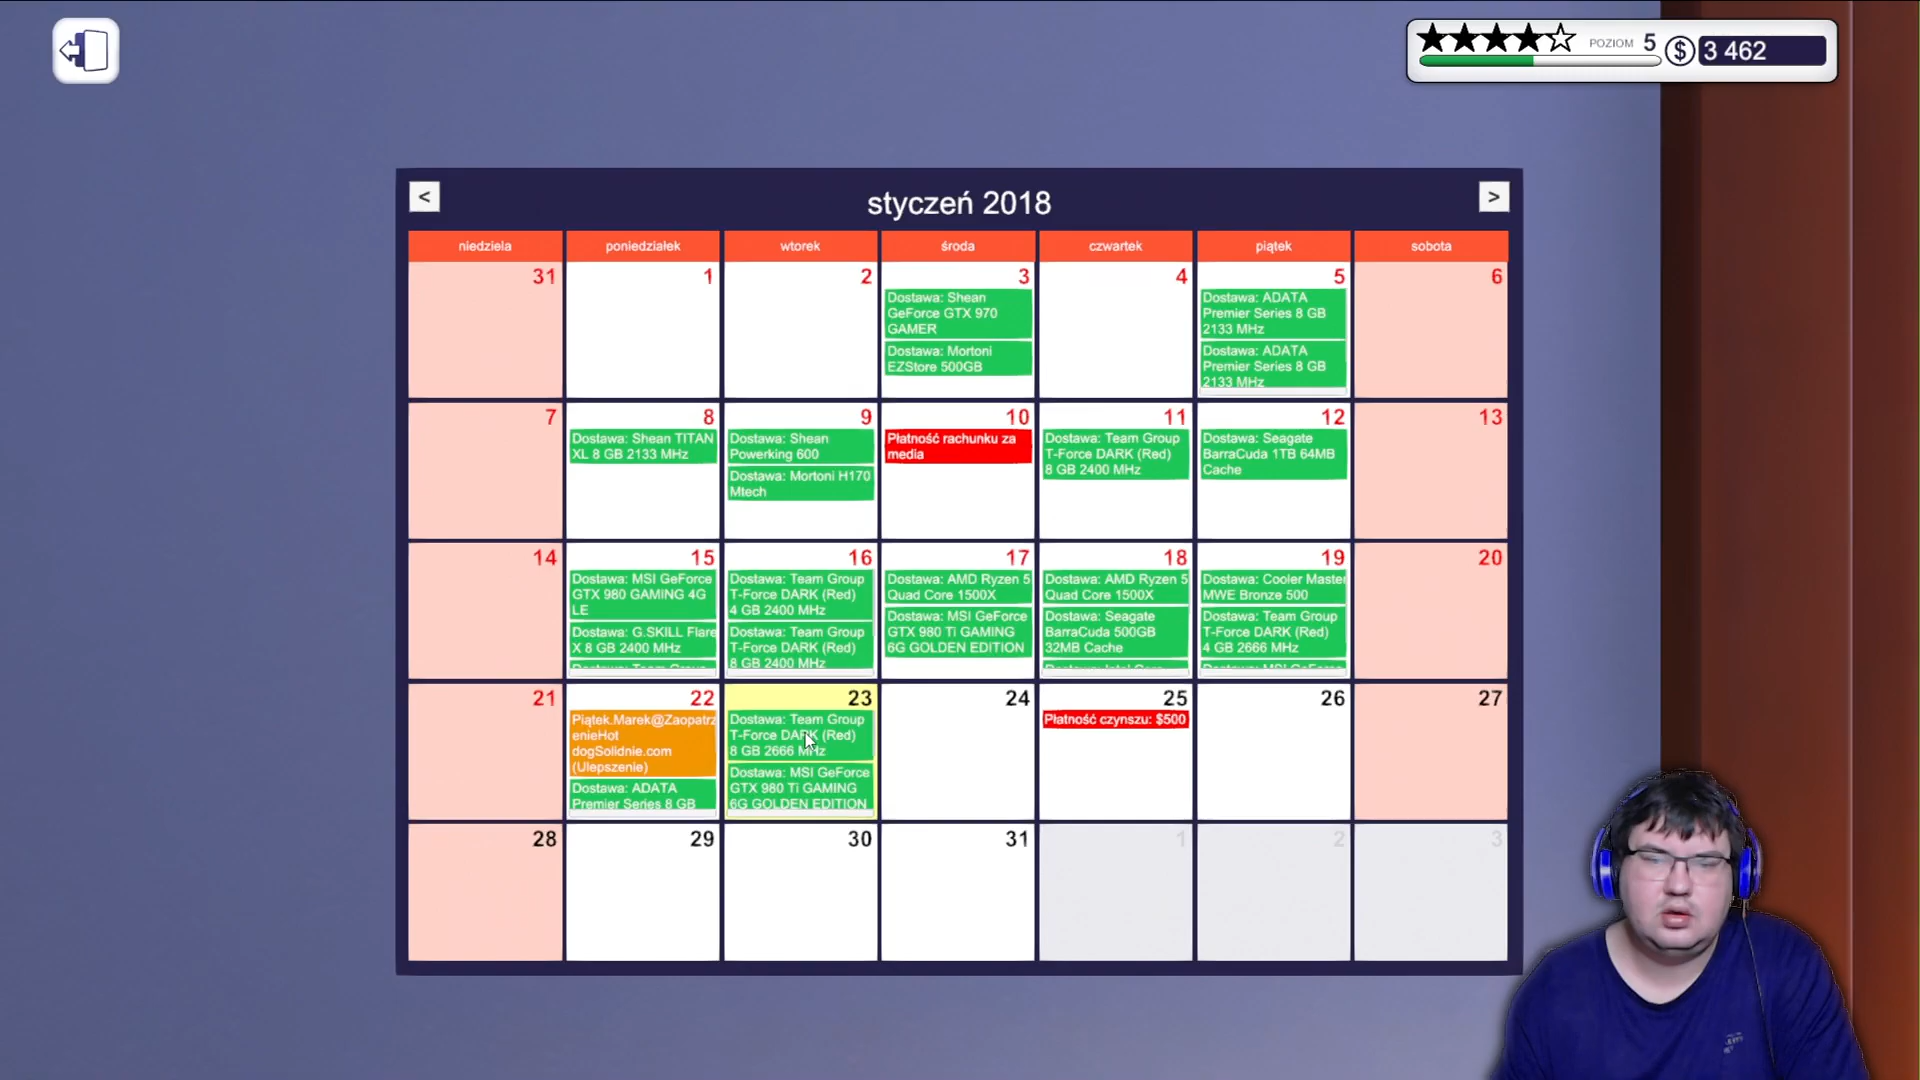 POZIOM 5 $ 3 462
< styczeń 2018 >
niedziela poniedziałek wtorek środa czwartek piątek sobota
31 1 2 3 4 5 6
Dostawa: Shean
GeForce GTX 970
GAMER
Dostawa: Mortoni
EZStore 500GB
Dostawa: ADATA
Premier Series 8 GB
2133 MHz
Dostawa: ADATA
Premier Series 8 GB
2133 MHz
7 8 9 10 11 12 13
Dostawa: Shean TITAN
XL 8 GB 2133 MHz
Dostawa: Shean
Powerking 600
Dostawa: Mortoni H170
Mtech
Płatność rachunku za
media
Dostawa: Team Group
T-Force DARK (Red)
8 GB 2400 MHz
Dostawa: Seagate
BarraCuda 1TB 64MB
Cache
14 15 16 17 18 19 20
Dostawa: MSI GeForce
GTX 980 GAMING 4G
LE
Dostawa: G.SKILL Flare
X 8 GB 2400 MHz
Dostawa: Team Group
Dostawa: Team Group
T-Force DARK (Red)
4 GB 2400 MHz
Dostawa: Team Group
T-Force DARK (Red)
8 GB 2400 MHz
Dostawa: AMD Ryzen 5
Quad Core 1500X
Dostawa: MSI GeForce
GTX 980 Ti GAMING
6G GOLDEN EDITION
Dostawa: AMD Ryzen 5
Quad Core 1500X
Dostawa: Seagate
BarraCuda 500GB
32MB Cache
Dostawa: Intel Core
Dostawa: Cooler Master
MWE Bronze 500
Dostawa: Team Group
T-Force DARK (Red)
4 GB 2666 MHz
Dostawa: MSI GeForce
21 22 23 24 25 26 27
Piątek.Marek@Zaopatrz
enieHot
dogSolidnie.com
(Ulepszenie)
Dostawa: ADATA
Premier Series 8 GB
Dostawa: Team Group
T-Force DARK (Red)
8 GB 2666 MHz
Dostawa: MSI GeForce
GTX 980 Ti GAMING
6G GOLDEN EDITION
Płatność czynszu: $500
28 29 30 31 1 2 3